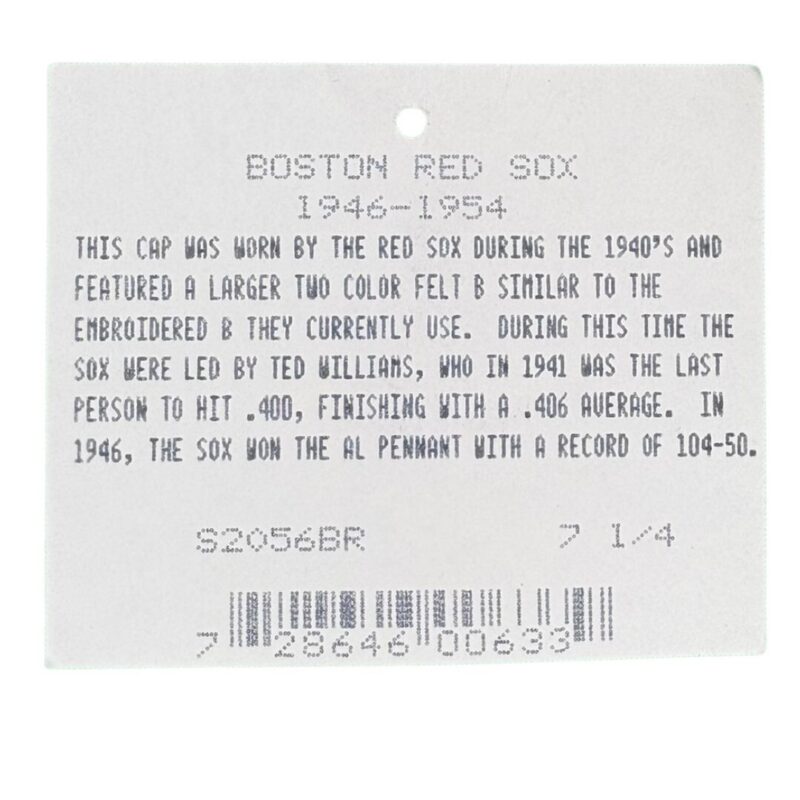 BOSTON RED SOX
1946-1954
THIS CAP WAS WORN BY THE RED SOX DURING THE 1940'S AND
FEATURED A LARGER TWO COLOR FELT B SIMILAR TO THE
EMBROIDERED B THEY CURRENTLY USE. DURING THIS TIME THE
SOX WERE LED BY TED WILLIAMS, WHO IN 1941 WAS THE LAST
PERSON TO HIT .400, FINISHING WITH A .406 AVERAGE. IN
1946, THE SOX WON THE AL PENNANT WITH A RECORD OF 104-50.
S2056BR 7 1/4
7 28646 00633